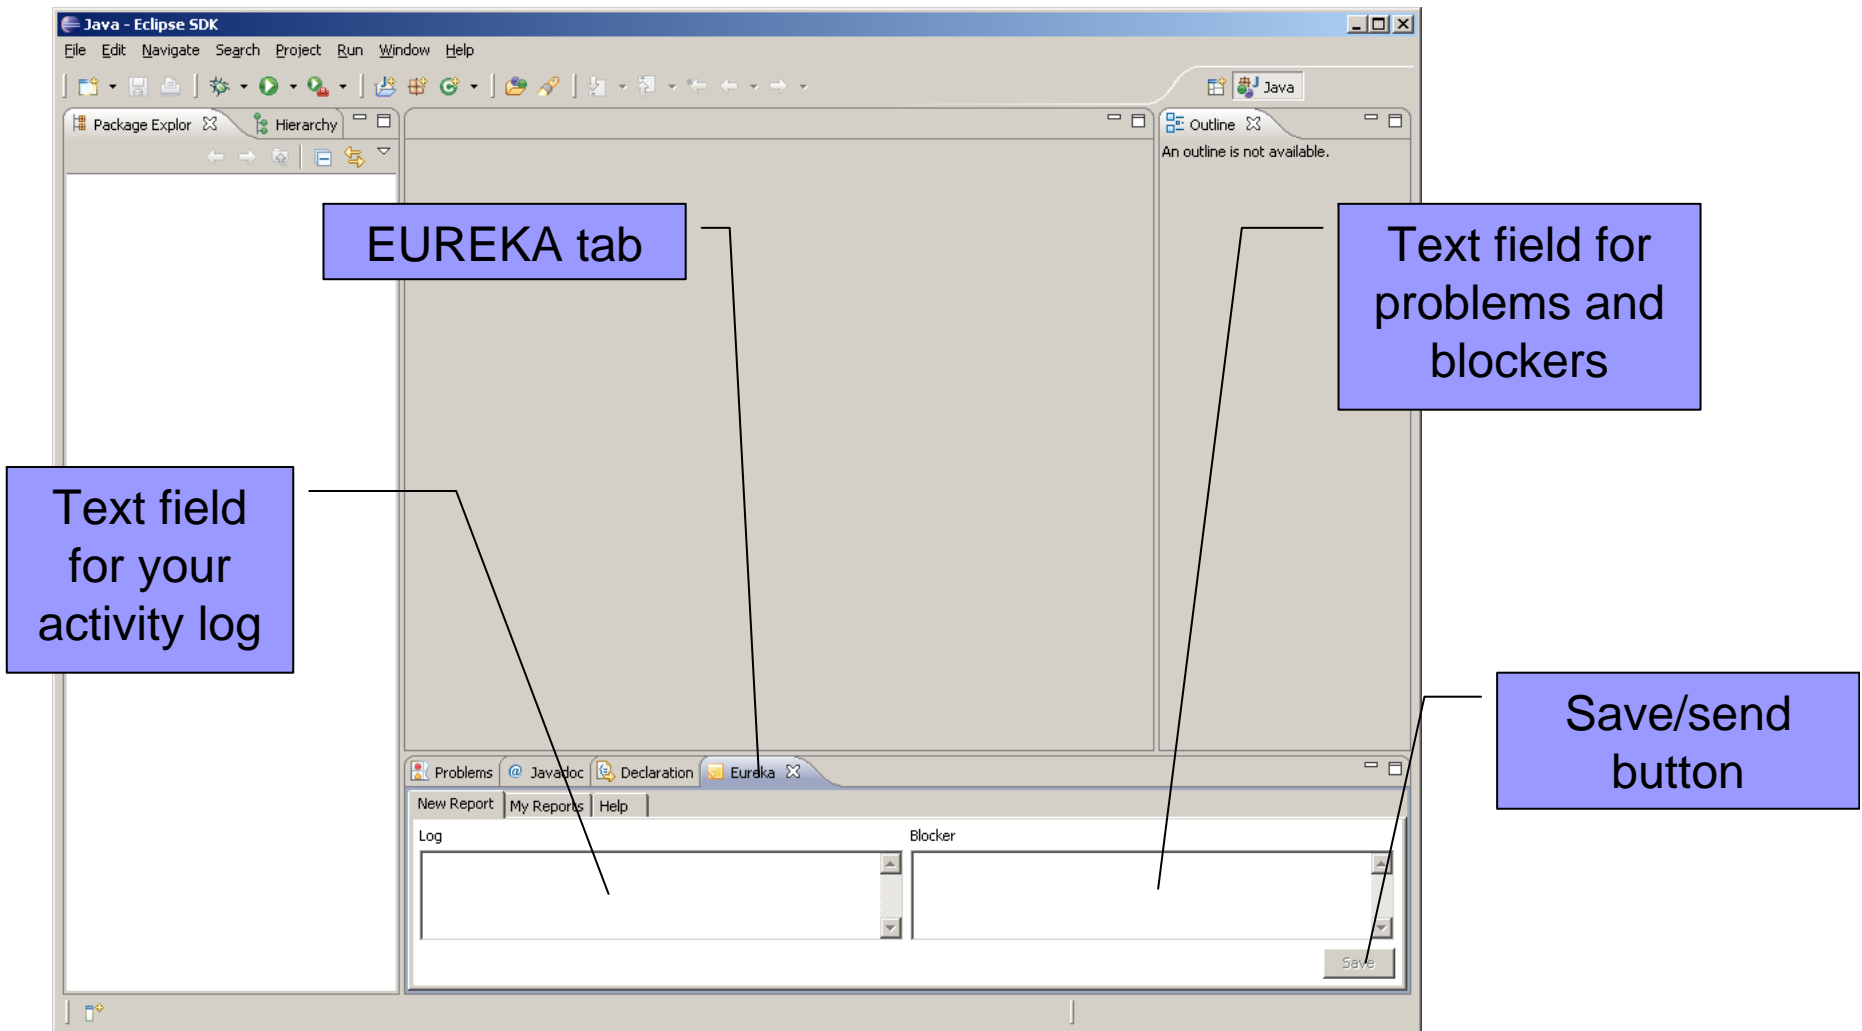 Java - Eclipse SDK
File Edit Navigate Search Project Run Window Help
Java
Package Explor Hierarchy
Outline
An outline is not available.
EUREKA tab
Text field for
problems and
blockers
Text field
for your
activity log
Save/send
button
Problems @ Javadoc Declaration Eureka
New Report My Reports Help
Log Blocker
Save